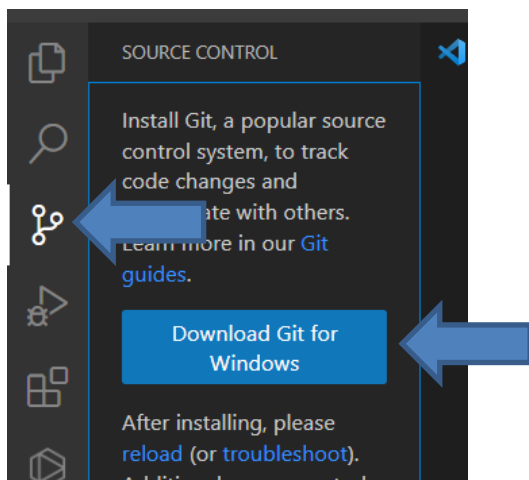 SOURCE CONTROL
Install Git, a popular source
control system, to track
code changes and
ate with others.
Learn more in our Git
guides.
Download Git for
Windows
After installing, please
reload (or troubleshoot).